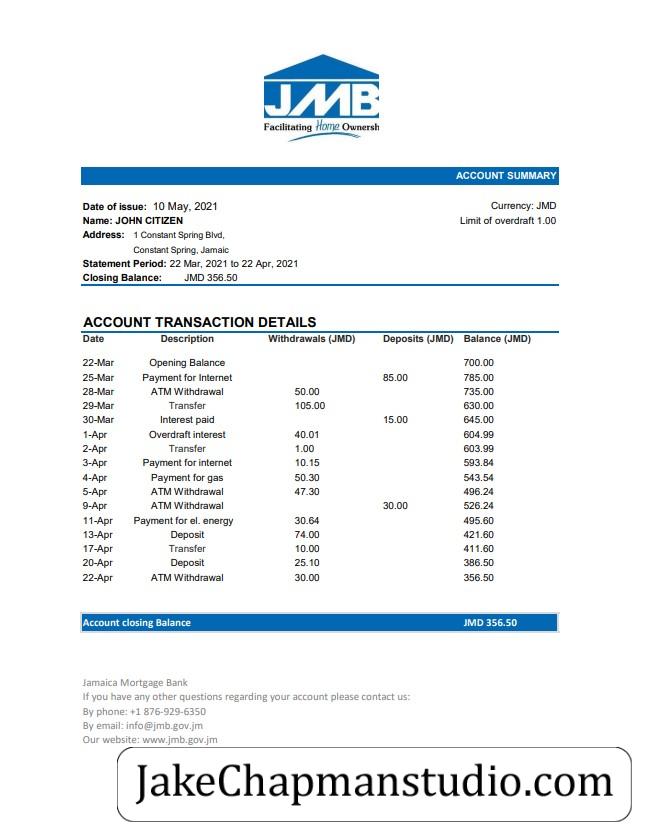 JMB
Facilitating Home Ownersh
ACCOUNT SUMMARY
Date of issue: 10 May, 2021 Currency: JMD
Name: JOHN CITIZEN Limit of overdraft 1.00
Address: 1 Constant Spring Blvd,
Constant Spring, Jamaic
Statement Period: 22 Mar, 2021 to 22 Apr, 2021
Closing Balance: JMD 356.50
ACCOUNT TRANSACTION DETAILS
Date Description Withdrawals (JMD) Deposits (JMD) Balance (JMD)
22-Mar Opening Balance 700.00
25-Mar Payment for Internet 85.00 785.00
28-Mar ATM Withdrawal 50.00 735.00
29-Mar Transfer 105.00 630.00
30-Mar Interest paid 15.00 645.00
1-Apr Overdraft interest 40.01 604.99
2-Apr Transfer 1.00 603.99
3-Apr Payment for internet 10.15 593.84
4-Apr Payment for gas 50.30 543.54
5-Apr ATM Withdrawal 47.30 496.24
9-Apr ATM Withdrawal 30.00 526.24
11-Apr Payment for el. energy 30.64 495.60
13-Apr Deposit 74.00 421.60
17-Apr Transfer 10.00 411.60
20-Apr Deposit 25.10 386.50
22-Apr ATM Withdrawal 30.00 356.50
Account closing Balance JMD 356.50
Jamaica Mortgage Bank
If you have any other questions regarding your account please contact us:
By phone: +1 876-929-6350
By email: info@jmb.gov.jm
Our website: www.jmb.gov.jm
JakeChapmanstudio.com